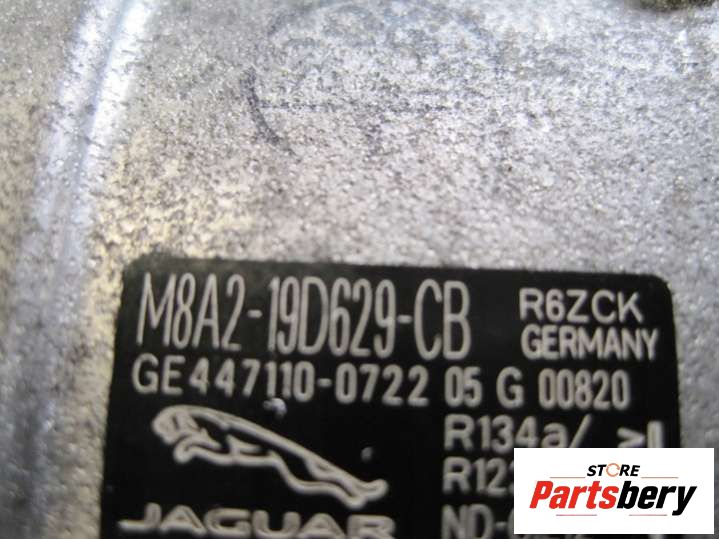 M8A2-19D629-CB
R6ZCK
GERMANY
GE447110-0722 05 G 00820
R134a/
JAGUAR
STORE
Partsbery